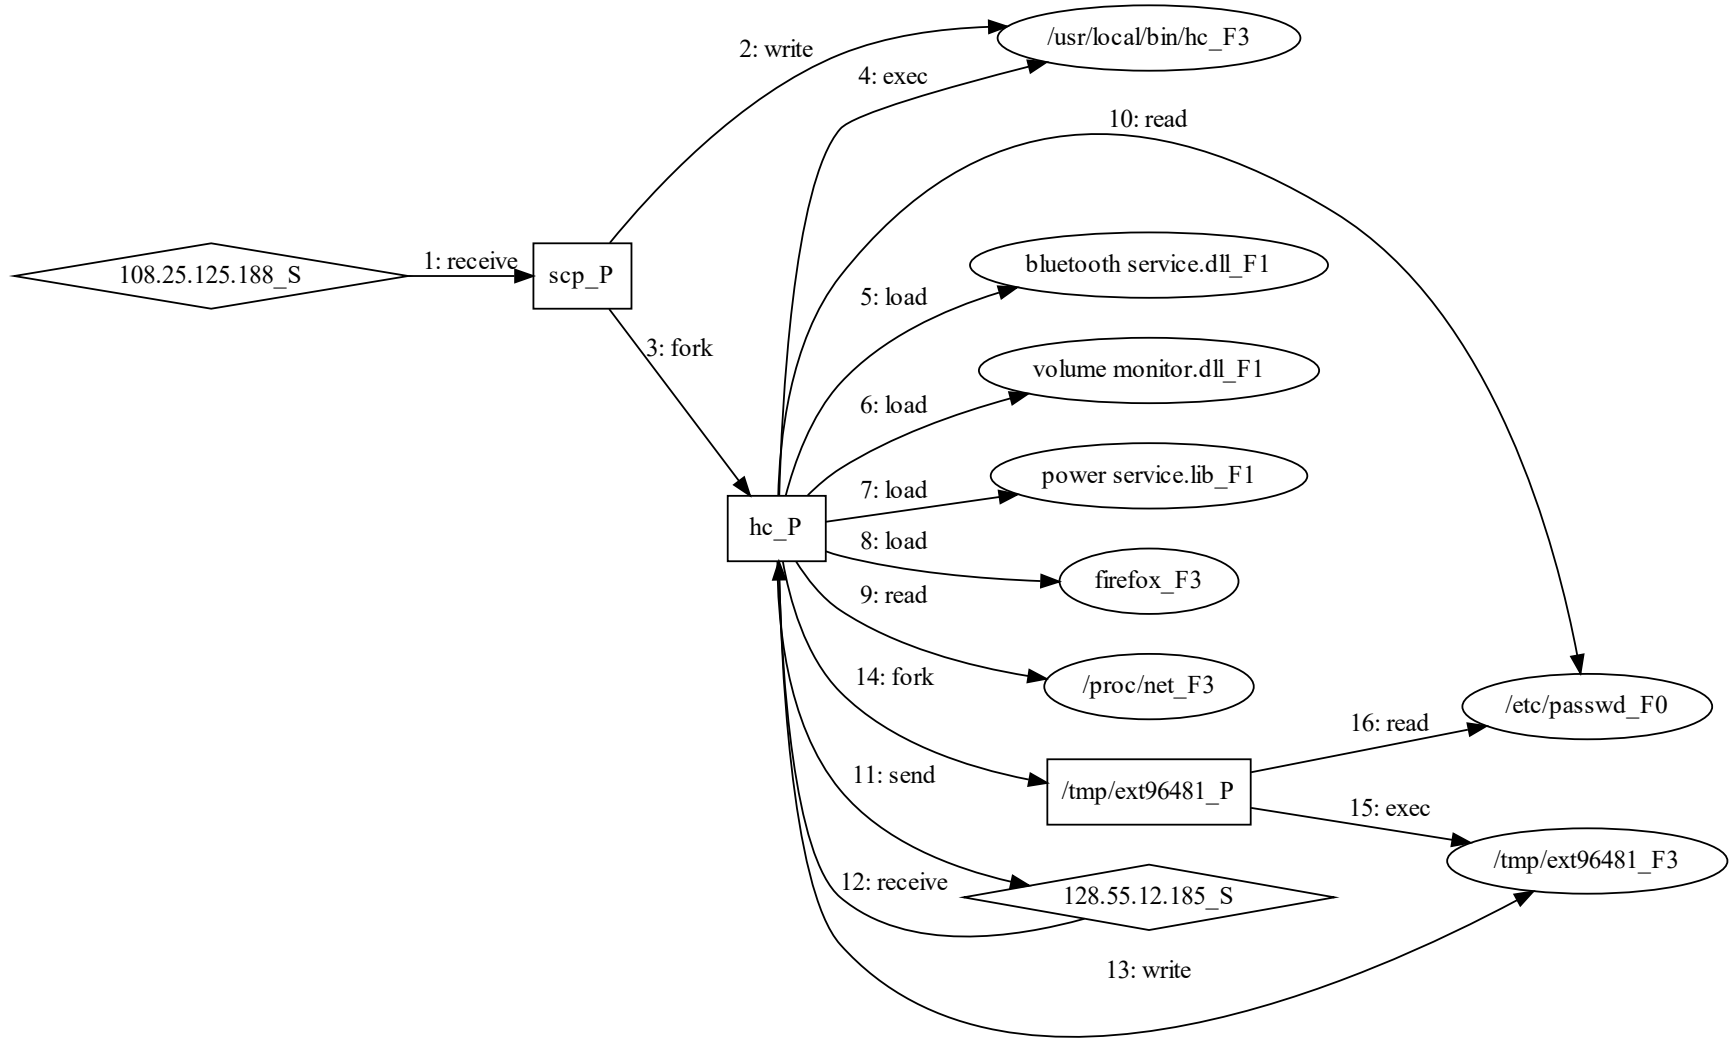 /usr/local/bin/hc_F3
2: write
4: exec
10: read
108.25.125.188_S
1: receive
scp_P
bluetooth service.dll_F1
5: load
3: fork
volume monitor.dll_F1
6: load
power service.lib_F1
7: load
hc_P
8: load
firefox_F3
9: read
/proc/net_F3
14: fork
/etc/passwd_F0
16: read
11: send
/tmp/ext96481_P
15: exec
/tmp/ext96481_F3
12: receive
128.55.12.185_S
13: write